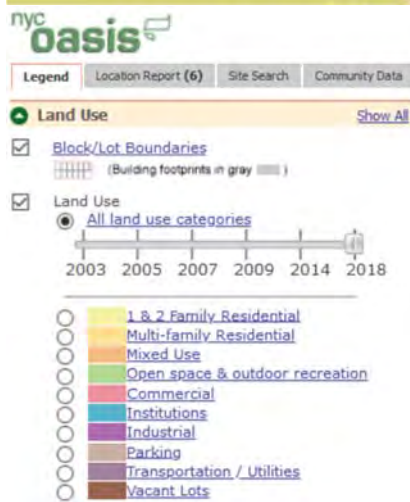 nyc
oasis
Legend Location Report (6) Site Search Community Data
Land Use Show All
Block/Lot Boundaries
(Building footprints in gray )
Land Use
All land use categories
2003 2005 2007 2009 2014 2018
1 & 2 Family Residential
Multi-family Residential
Mixed Use
Open space & outdoor recreation
Commercial
Institutions
Industrial
Parking
Transportation / Utilities
Vacant Lots